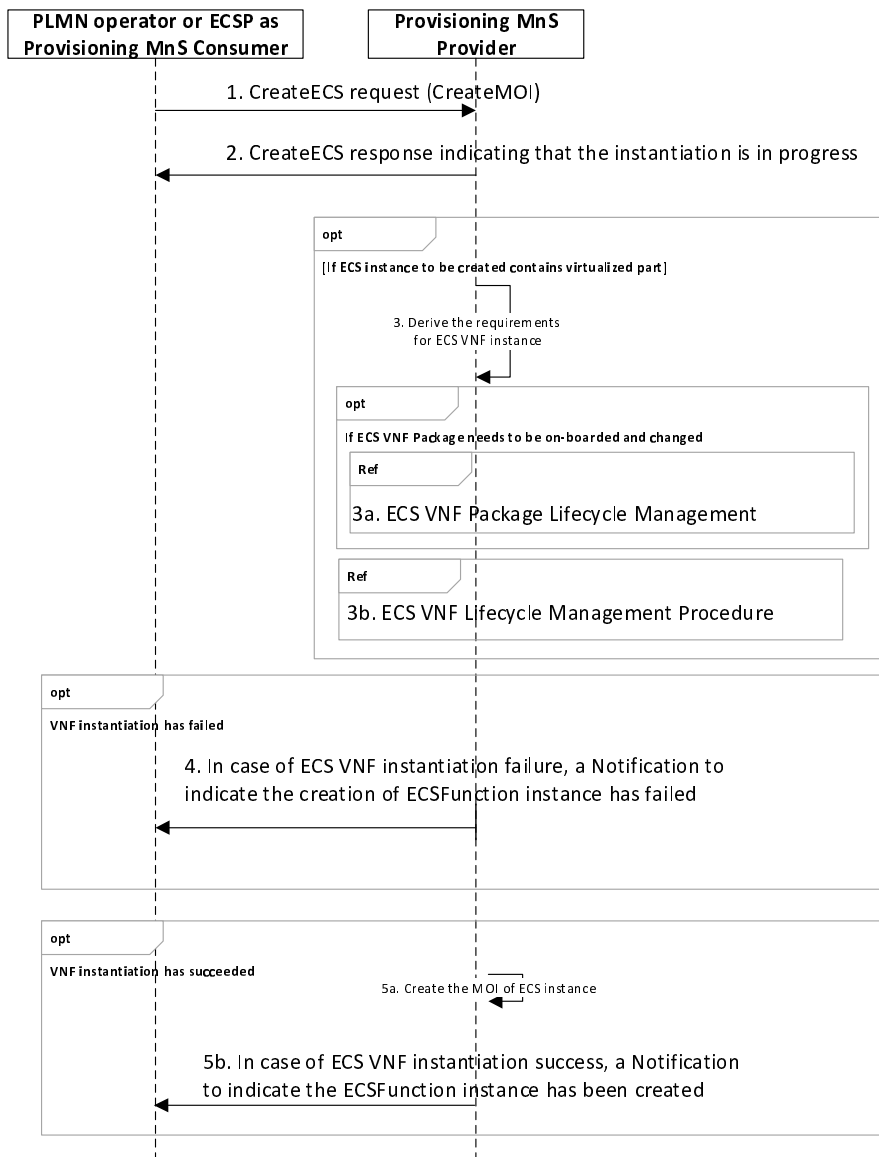 PLMN operator or ECSP as
Provisioning MnS Consumer
Provisioning MnS
Provider
1. CreateECS request (CreateMOI)
2. CreateECS response indicating that the instantiation is in progress
opt
[If ECS instance to be created contains virtualized part]
3. Derive the requirements
for ECS VNF instance
opt
If ECS VNF Package needs to be on-boarded and changed
Ref
3a. ECS VNF Package Lifecycle Management
Ref
3b. ECS VNF Lifecycle Management Procedure
opt
VNF instantiation has failed
4. In case of ECS VNF instantiation failure, a Notification to
indicate the creation of ECSFunction instance has failed
opt
VNF instantiation has succeeded
5a. Create the MOI of ECS instance
5b. In case of ECS VNF instantiation success, a Notification
to indicate the ECSFunction instance has been created